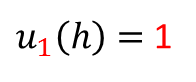 u₁(h) = 1